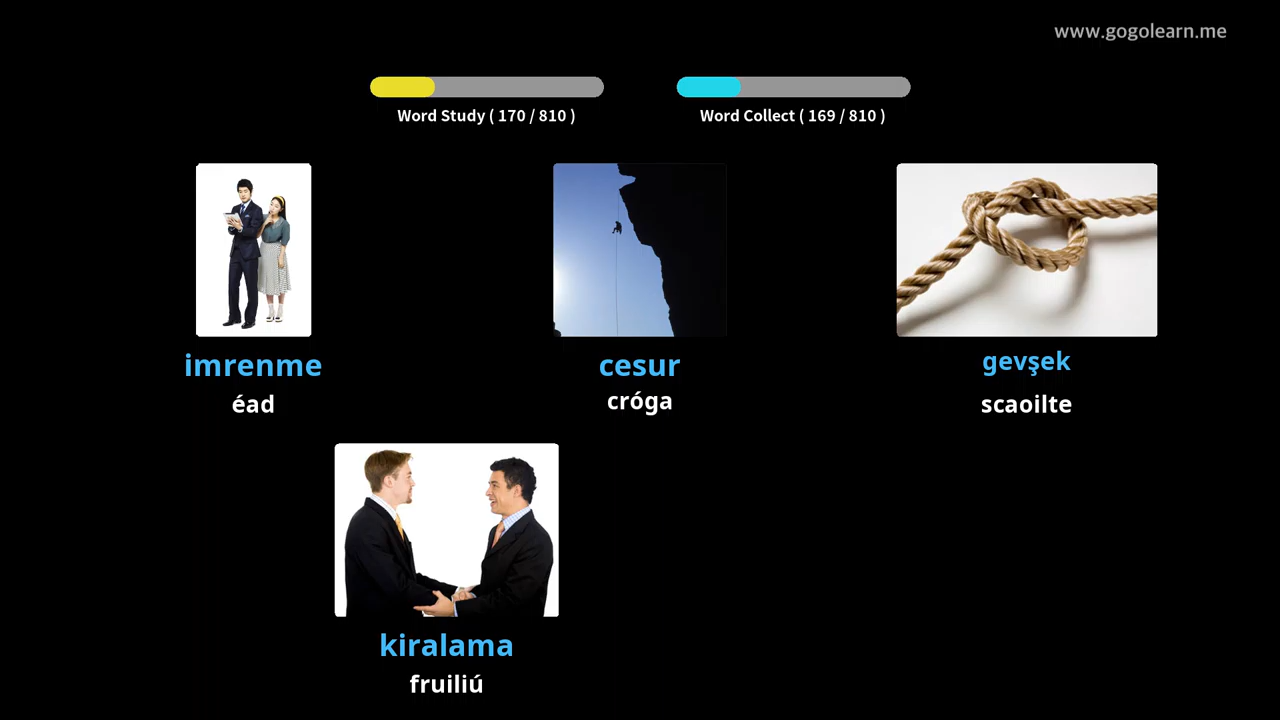 www.gogolearn.me
Word Study ( 170 / 810 )
Word Collect ( 169 / 810 )
imrenme
éad
cesur
cróga
gevşek
scaoilte
kiralama
fruiliú